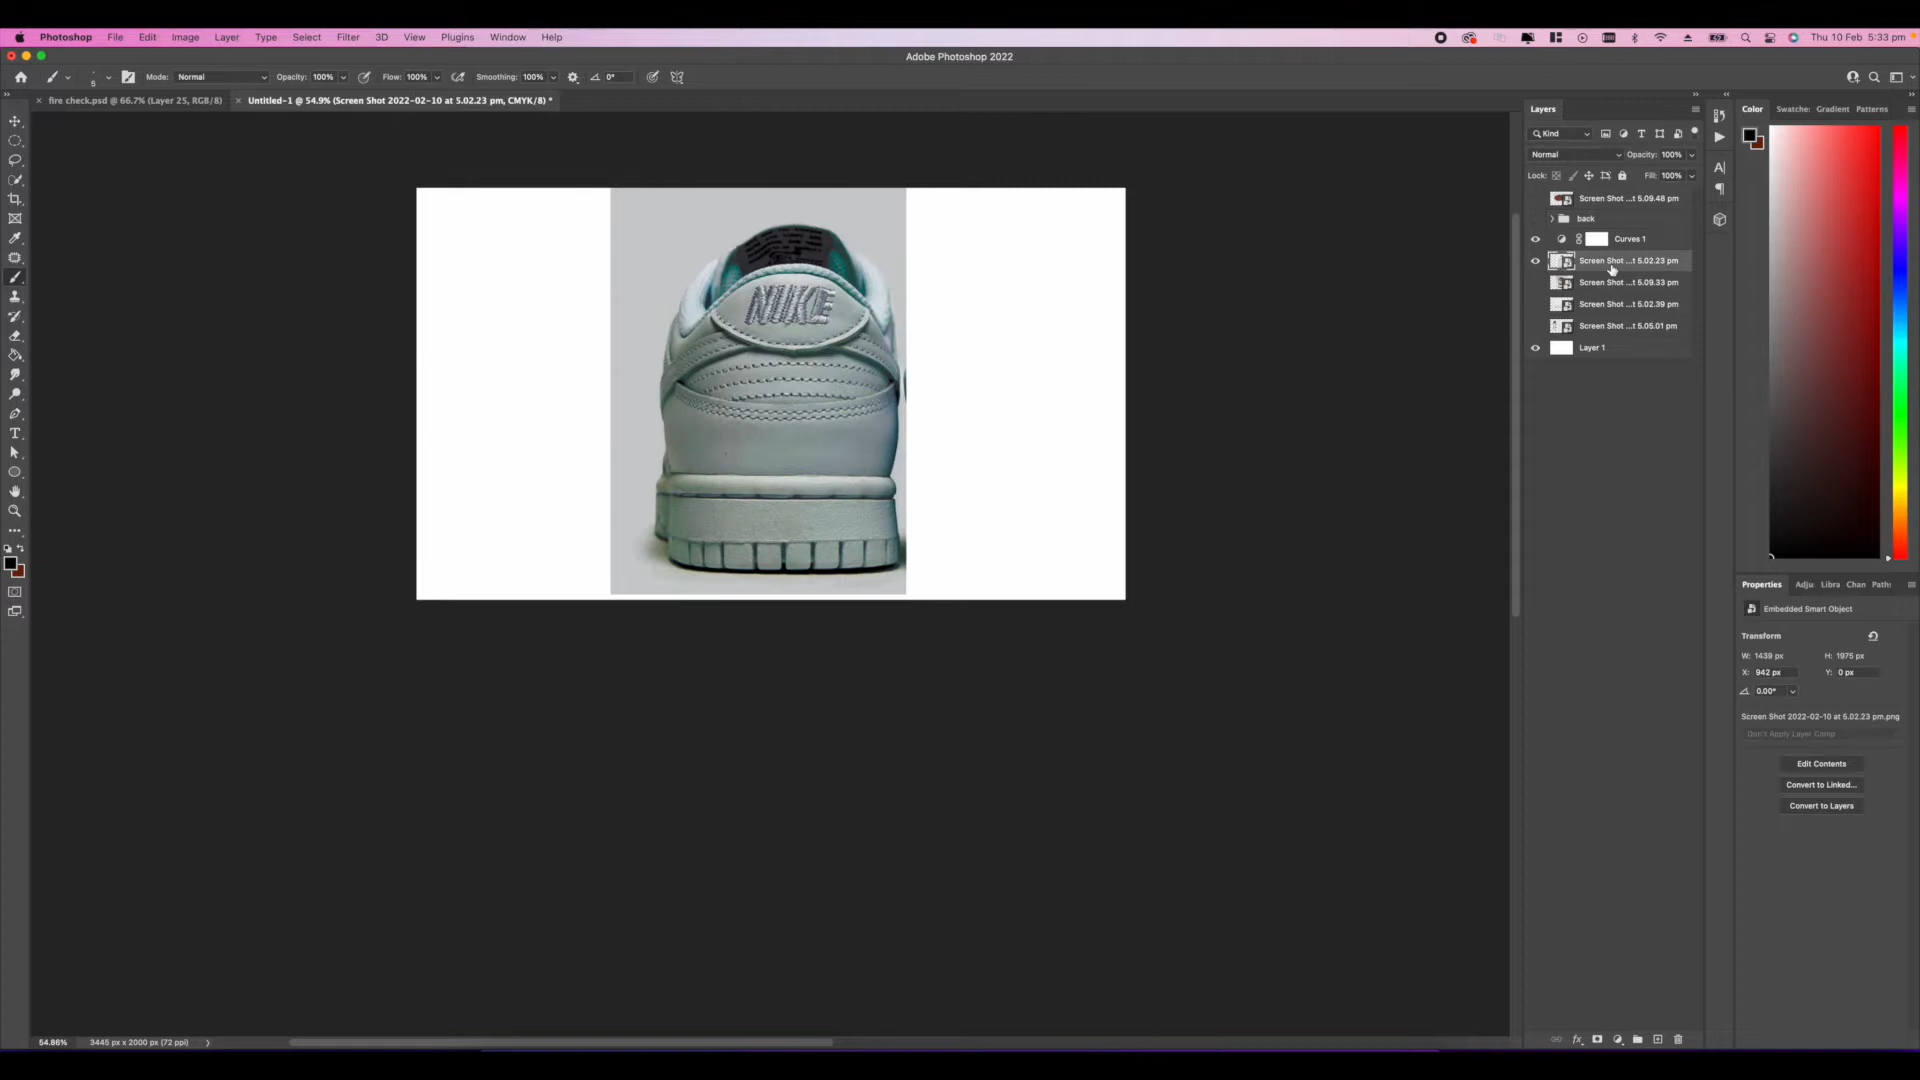 Photoshop File Edit Image Layer Type Select Filter 3D View Plugins Window Help Thu 10 Feb 5:33 pm
Adobe Photoshop 2022
5 Mode: Normal Opacity: 100% Flow: 100% Smoothing: 100% 0°
fire check.psd @ 66.7% (Layer 25, RGB/8) Untitled-1 @ 54.9% (Screen Shot 2022-02-10 at 5.02.23 pm, CMYK/8) *
Layers
Kind
Normal Opacity: 100%
Lock: Fill: 100%
Screen Shot ...t 5.09.48 pm
back
Curves 1
Screen Shot ...t 5.02.23 pm
Screen Shot ...t 5.09.33 pm
Screen Shot ...t 5.02.39 pm
Screen Shot ...t 5.05.01 pm
Layer 1
Color Swatche: Gradient Patterns
NIKE
Properties Adju Libra Chan Path:
Embedded Smart Object
Transform
W: 1439 px H: 1975 px
X: 942 px Y: 0 px
0.00°
Screen Shot 2022-02-10 at 5.02.23 pm.png
Don't Apply Layer Comp
Edit Contents
Convert to Linked...
Convert to Layers
54.86% 3445 px x 2000 px (72 ppi)